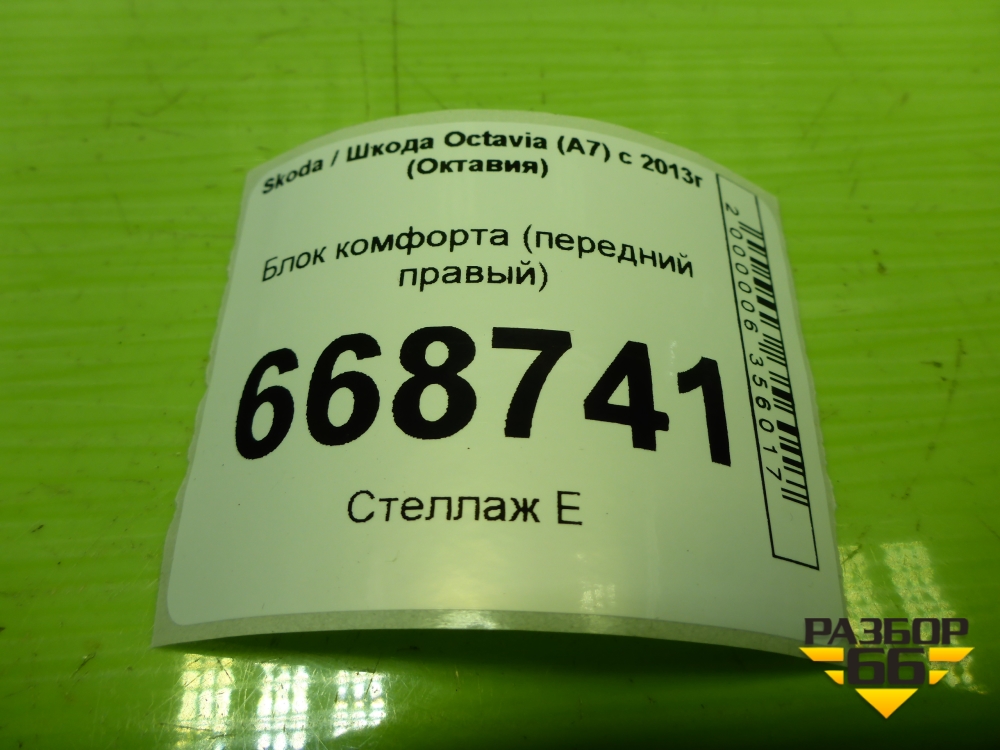 Skoda / Шкода Octavia (A7) с 2013г
(Октавия)
Блок комфорта (передний
правый)
668741
Стеллаж Е
2000006356017
РАЗБОР
66